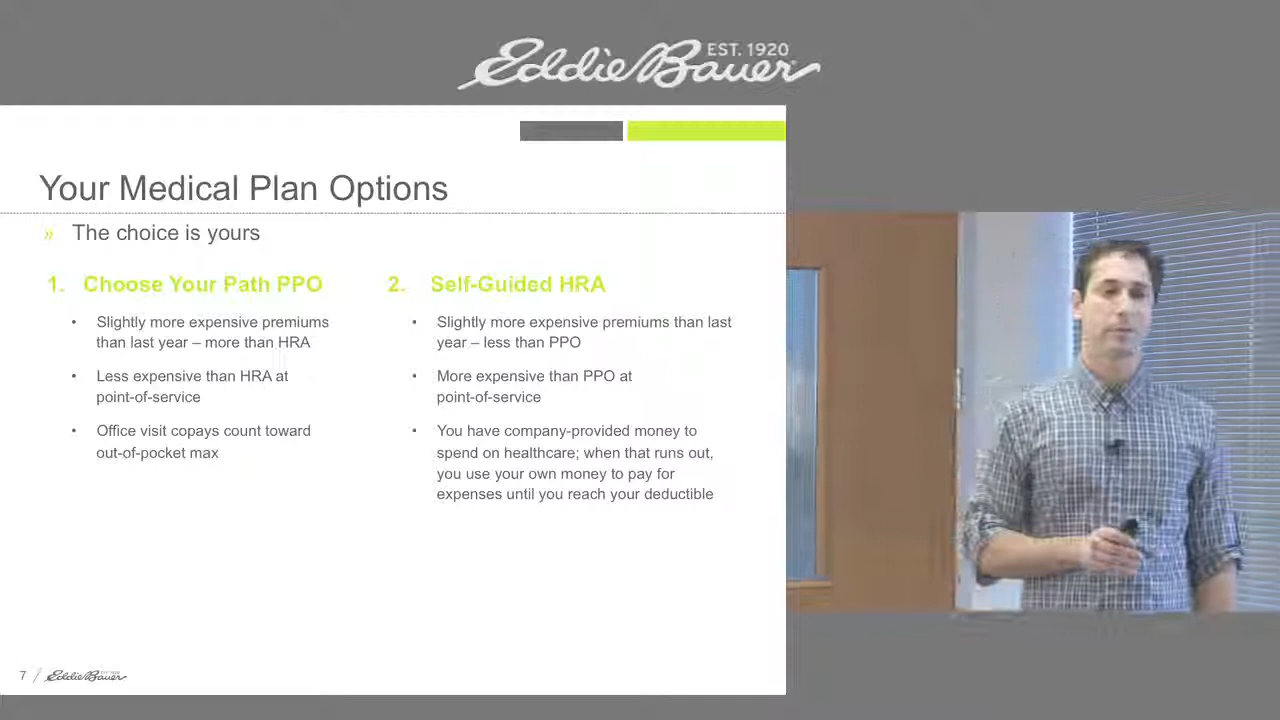 Eddie Bauer
EST. 1920
Your Medical Plan Options
» The choice is yours
1. Choose Your Path PPO
• Slightly more expensive premiums
than last year – more than HRA
• Less expensive than HRA at
point-of-service
• Office visit copays count toward
out-of-pocket max
2. Self-Guided HRA
• Slightly more expensive premiums than last
year – less than PPO
• More expensive than PPO at
point-of-service
• You have company-provided money to
spend on healthcare; when that runs out,
you use your own money to pay for
expenses until you reach your deductible
7 / Eddie Bauer